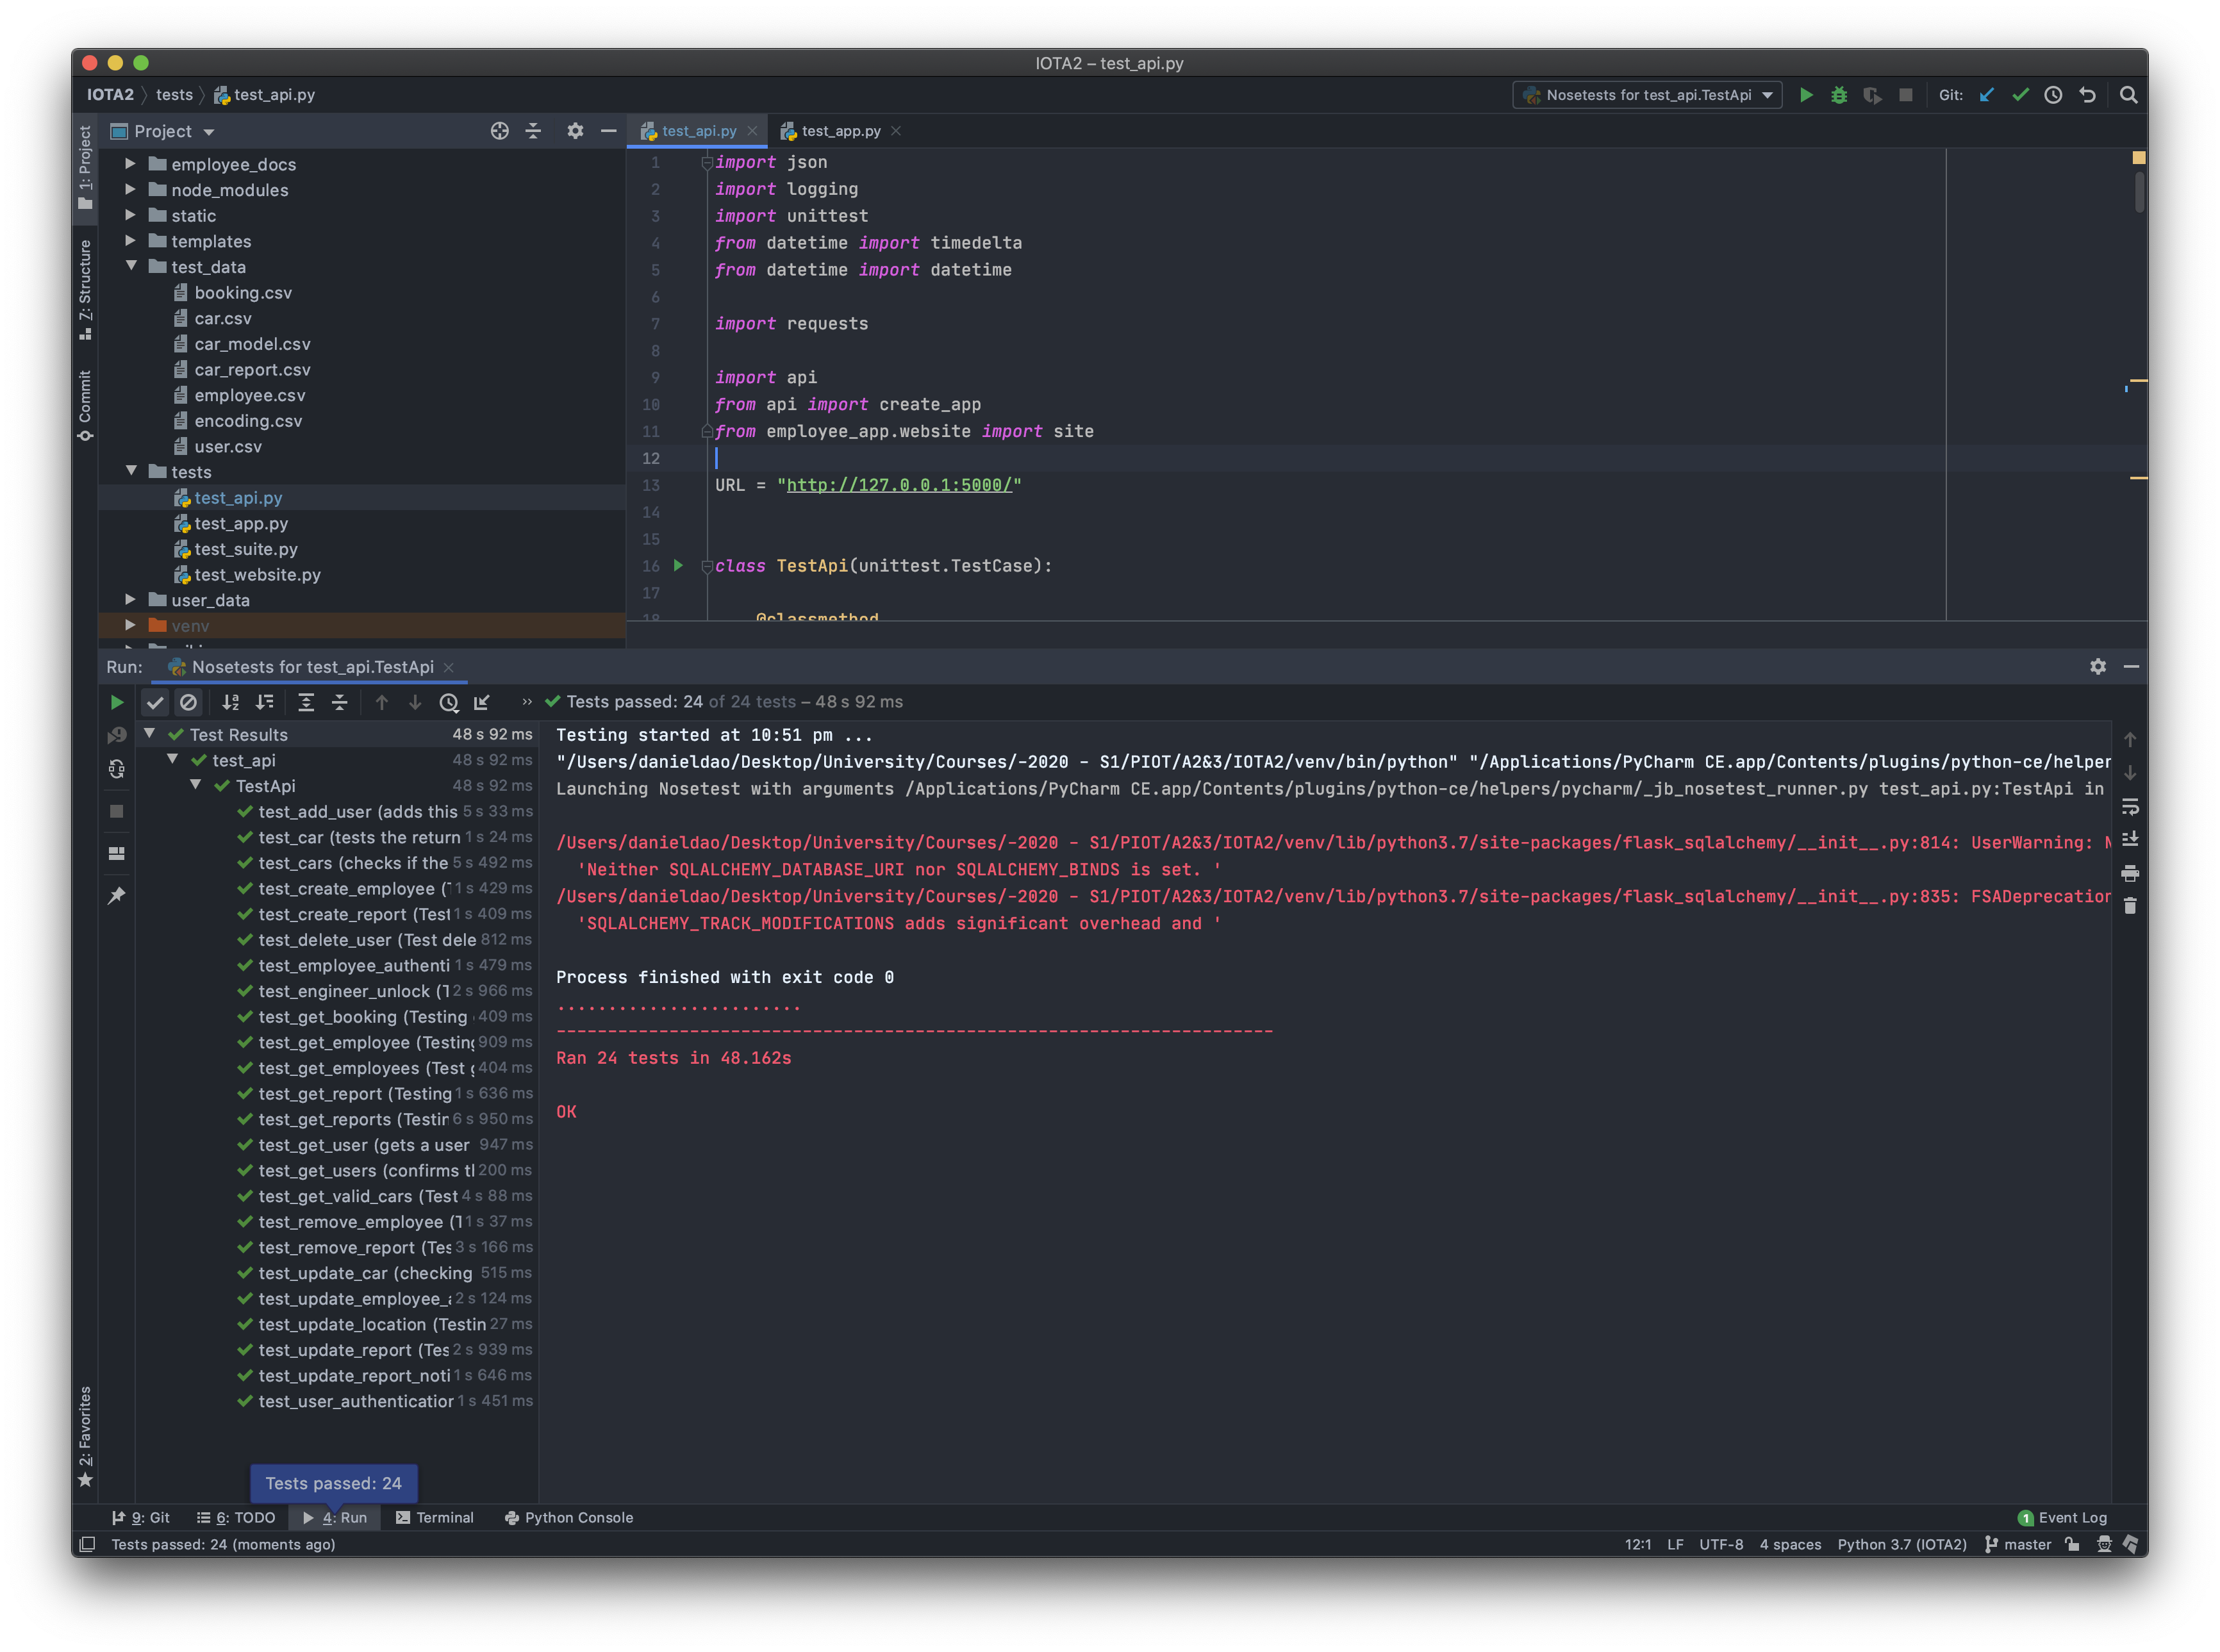 IOTA2 – test_api.py
IOTA2 tests test_api.py
Nosetests for test_api.TestApi
Git:
1: Project
7: Structure
Commit
2: Favorites
Project
employee_docs
node_modules
static
templates
test_data
booking.csv
car.csv
car_model.csv
car_report.csv
employee.csv
encoding.csv
user.csv
tests
test_api.py
test_app.py
test_suite.py
test_website.py
user_data
venv
test_api.py
test_app.py
1 import json
2 import logging
3 import unittest
4 from datetime import timedelta
5 from datetime import datetime
6
7 import requests
8
9 import api
10 from api import create_app
11 from employee_app.website import site
12
13 URL = "http://127.0.0.1:5000/"
14
15
16 class TestApi(unittest.TestCase):
17
18 @classmethod
Run: Nosetests for test_api.TestApi
Tests passed: 24 of 24 tests – 48 s 92 ms
Test Results 48 s 92 ms
test_api 48 s 92 ms
TestApi 48 s 92 ms
test_add_user (adds this 5 s 33 ms
test_car (tests the return 1 s 24 ms
test_cars (checks if the 5 s 492 ms
test_create_employee (T 1 s 429 ms
test_create_report (Test 1 s 409 ms
test_delete_user (Test dele 812 ms
test_employee_authenti 1 s 479 ms
test_engineer_unlock (T 2 s 966 ms
test_get_booking (Testing 409 ms
test_get_employee (Testing 909 ms
test_get_employees (Test g 404 ms
test_get_report (Testing 1 s 636 ms
test_get_reports (Testin 6 s 950 ms
test_get_user (gets a user 947 ms
test_get_users (confirms tl 200 ms
test_get_valid_cars (Test 4 s 88 ms
test_remove_employee (T 1 s 37 ms
test_remove_report (Tes 3 s 166 ms
test_update_car (checking 515 ms
test_update_employee_a 2 s 124 ms
test_update_location (Testin 27 ms
test_update_report (Tes 2 s 939 ms
test_update_report_noti 1 s 646 ms
test_user_authentication 1 s 451 ms
Testing started at 10:51 pm ...
"/Users/danieldao/Desktop/University/Courses/-2020 - S1/PIOT/A2&3/IOTA2/venv/bin/python" "/Applications/PyCharm CE.app/Contents/plugins/python-ce/helper
Launching Nosetest with arguments /Applications/PyCharm CE.app/Contents/plugins/python-ce/helpers/pycharm/_jb_nosetest_runner.py test_api.py:TestApi in
/Users/danieldao/Desktop/University/Courses/-2020 - S1/PIOT/A2&3/IOTA2/venv/lib/python3.7/site-packages/flask_sqlalchemy/__init__.py:814: UserWarning: N
'Neither SQLALCHEMY_DATABASE_URI nor SQLALCHEMY_BINDS is set. '
/Users/danieldao/Desktop/University/Courses/-2020 - S1/PIOT/A2&3/IOTA2/venv/lib/python3.7/site-packages/flask_sqlalchemy/__init__.py:835: FSADeprecation
'SQLALCHEMY_TRACK_MODIFICATIONS adds significant overhead and '
Process finished with exit code 0
........................
----------------------------------------------------------------------
Ran 24 tests in 48.162s
OK
Tests passed: 24
9: Git 6: TODO 4: Run Terminal Python Console 1 Event Log
Tests passed: 24 (moments ago) 12:1 LF UTF-8 4 spaces Python 3.7 (IOTA2) master